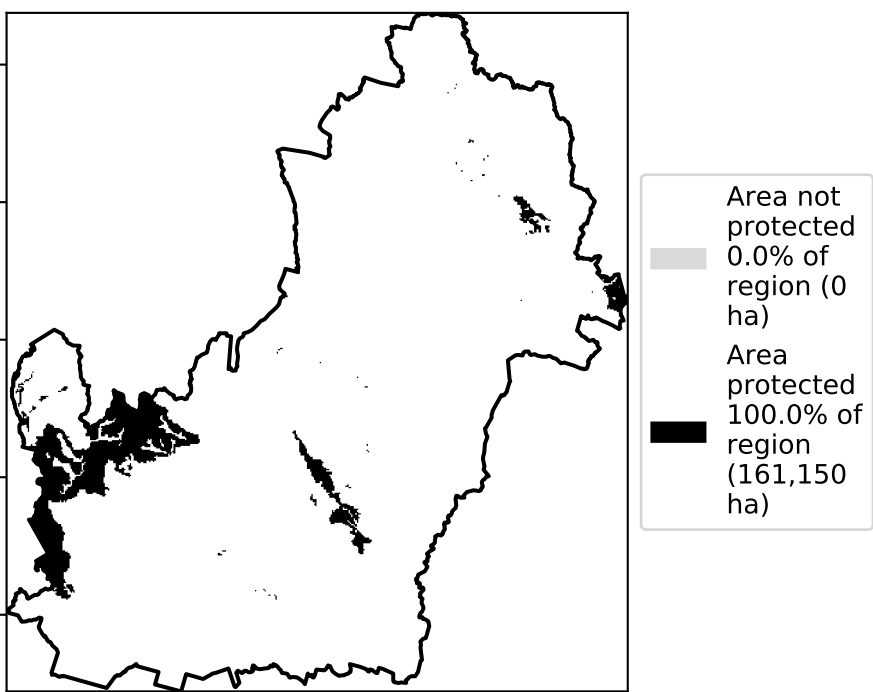 Area not
protected
0.0% of
region (0
ha)
Area
protected
100.0% of
region
(161,150
ha)